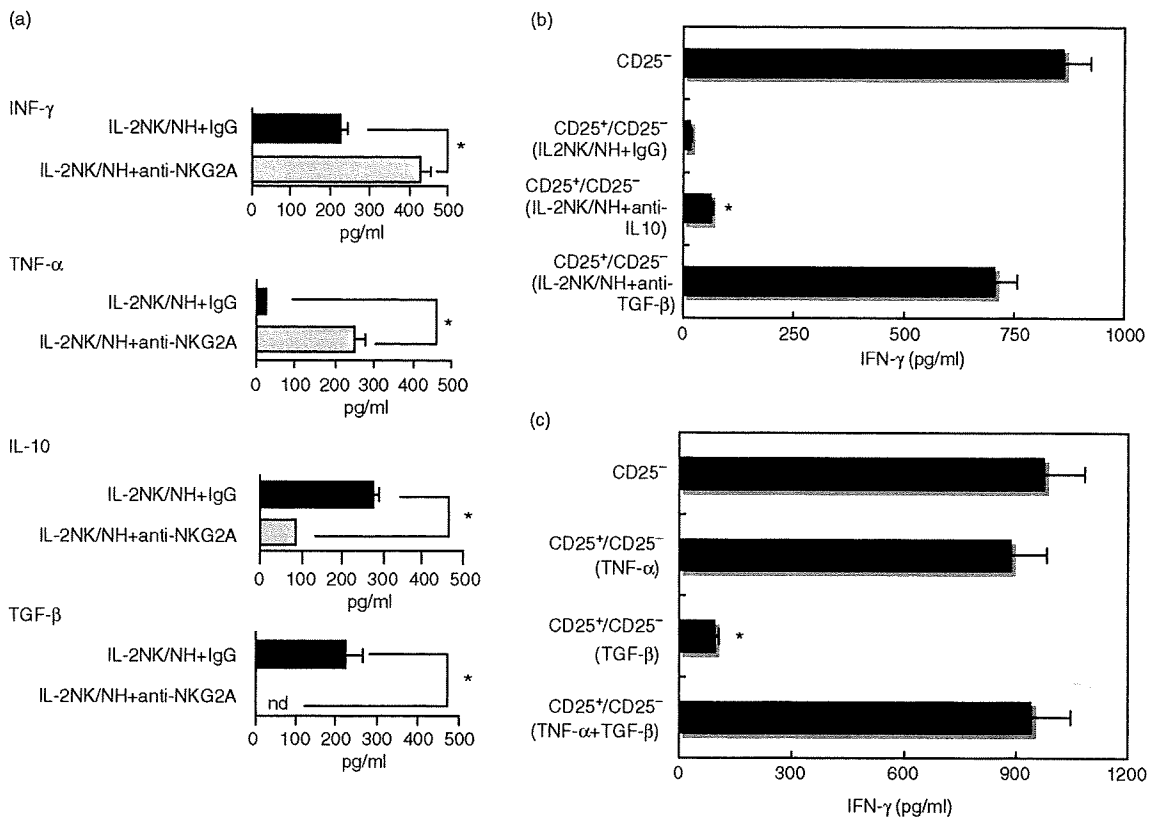 (a)
INF-γ
IL-2NK/NH+IgG
IL-2NK/NH+anti-NKG2A
*
0 100 200 300 400 500
pg/ml
TNF-α
IL-2NK/NH+IgG
IL-2NK/NH+anti-NKG2A
*
0 100 200 300 400 500
pg/ml
IL-10
IL-2NK/NH+IgG
IL-2NK/NH+anti-NKG2A
*
0 100 200 300 400 500
pg/ml
TGF-β
IL-2NK/NH+IgG
IL-2NK/NH+anti-NKG2A
nd
*
0 100 200 300 400 500
pg/ml
(b)
CD25⁻
CD25⁺/CD25⁻
(IL2NK/NH+IgG)
CD25⁺/CD25⁻
(IL-2NK/NH+anti-
IL10)
*
CD25⁺/CD25⁻
(IL-2NK/NH+anti-
TGF-β)
0 250 500 750 1000
IFN-γ (pg/ml)
(c)
CD25⁻
CD25⁺/CD25⁻
(TNF-α)
CD25⁺/CD25⁻
(TGF-β)
*
CD25⁺/CD25⁻
(TNF-α+TGF-β)
0 300 600 900 1200
IFN-γ (pg/ml)